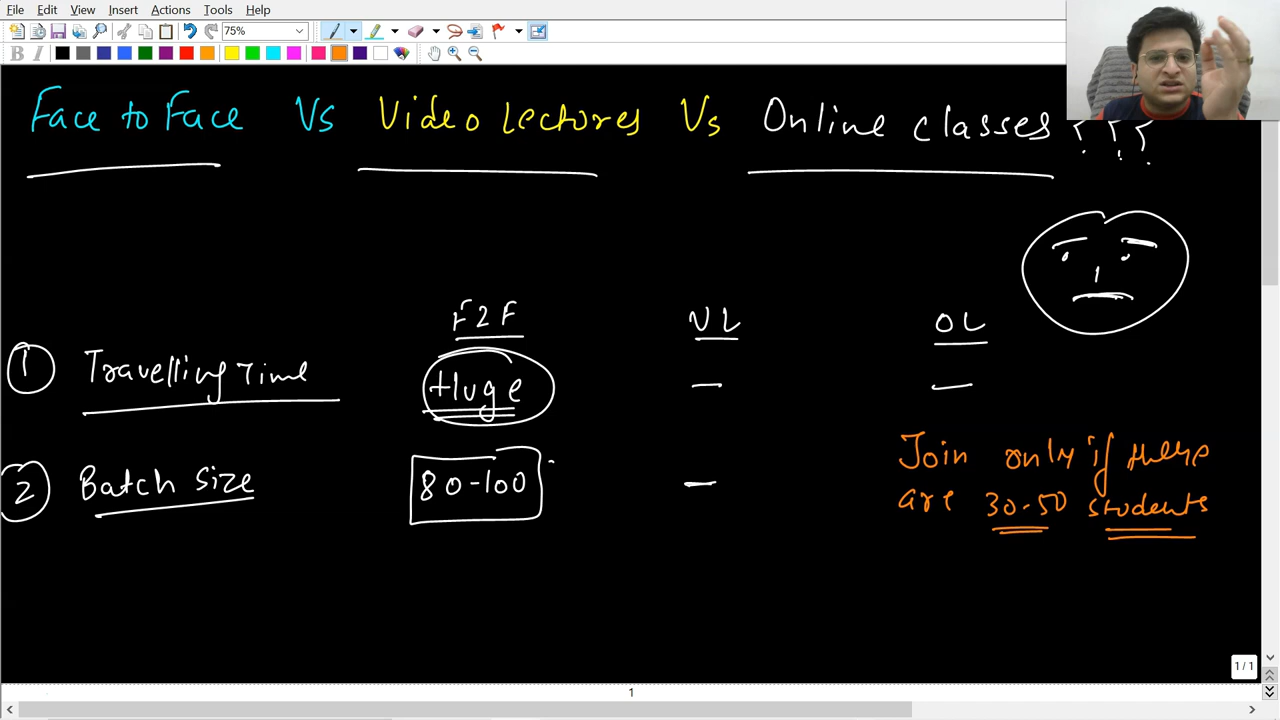 File Edit View Insert Actions Tools Help
75%
B I U
Face to Face Vs Video Lectures Vs Online classes ???
F2F VL OL
1 Travelling Time Huge — —
2 Batch Size 80-100 — Join only if there
are 30-50 students
1 / 1
1